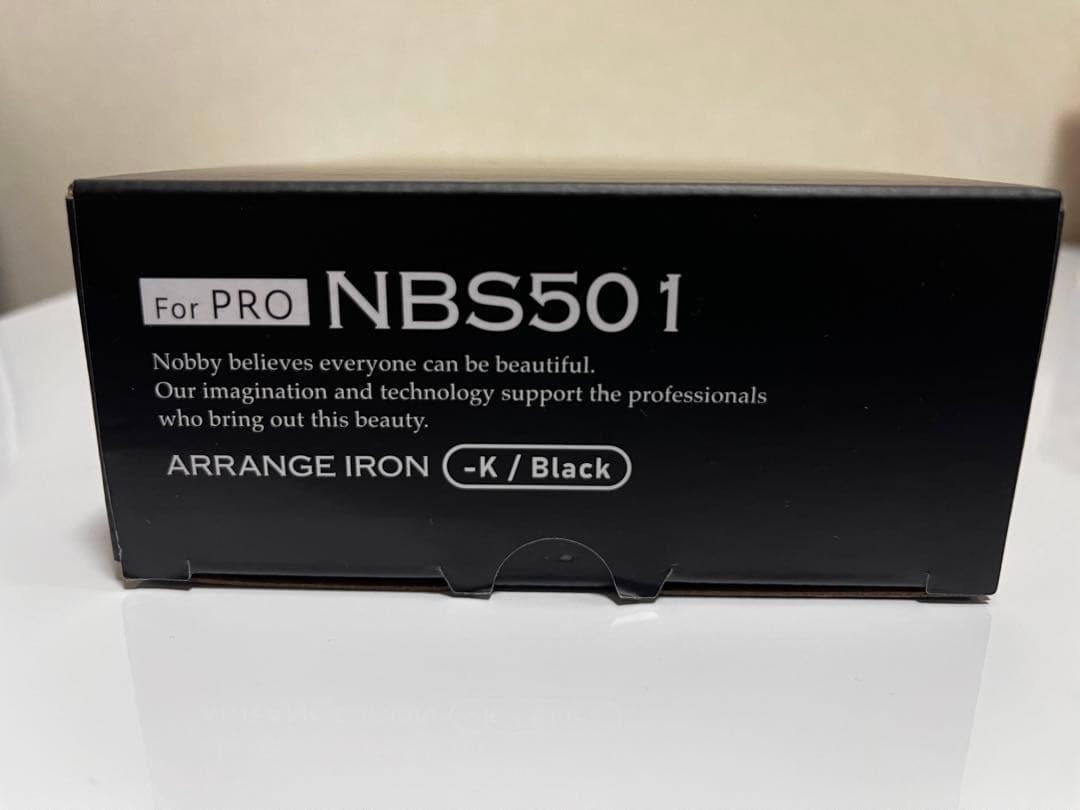 For PRO NBS501
Nobby believes everyone can be beautiful.
Our imagination and technology support the professionals
who bring out this beauty.
ARRANGE IRON -K / Black